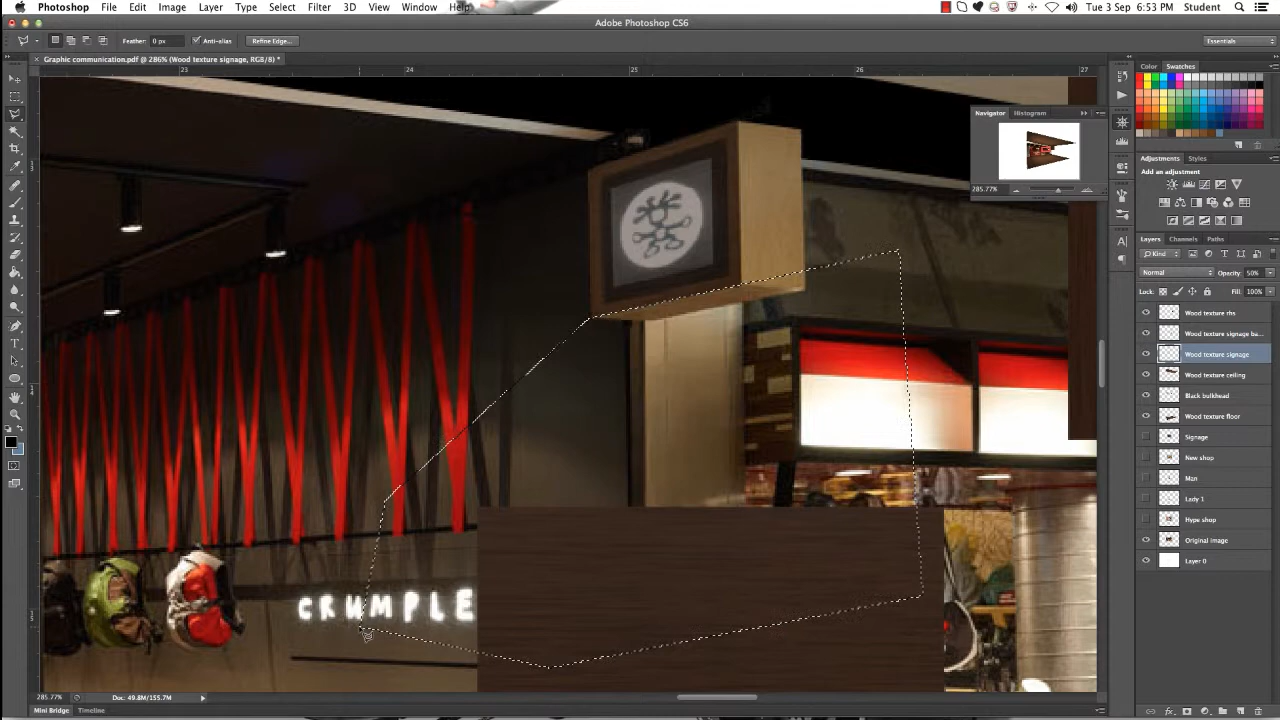 Photoshop File Edit Image Layer Type Select Filter 3D View Window Help Tue 3 Sep 6:53 PM Student
Adobe Photoshop CS6
Feather: 0 px Anti-alias Refine Edge... Essentials
Graphic communication.pdf @ 286% (Wood texture signage, RGB/8) *
23 24 25 26 27
Color Swatches
Navigator Histogram
285.77%
Adjustments Styles
Add an adjustment
Layers Channels Paths
Kind
Normal Opacity: 50%
Lock: Fill: 100%
Wood texture rhs
Wood texture signage ba...
Wood texture signage
Wood texture ceiling
Black bulkhead
Wood texture floor
Signage
New shop
Man
Lady 1
Hype shop
Original image
Layer 0
CRUMPLE
285.77% Doc: 49.8M/155.7M
Mini Bridge Timeline